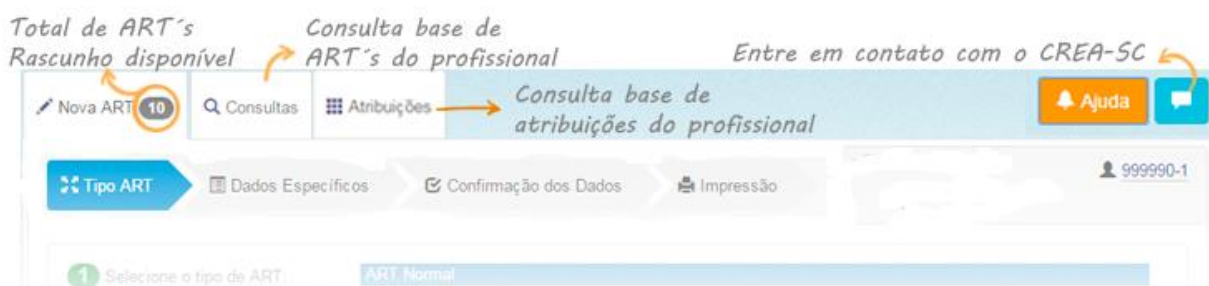 Total de ART´s
Rascunho disponível
Consulta base de
ART´s do profissional
Entre em contato com o CREA-SC
Nova ART 10
Consultas
Atribuições
Consulta base de
atribuições do profissional
Ajuda
Tipo ART
Dados Específicos
Confirmação dos Dados
Impressão
999990-1
1 Selecione o tipo de ART:
ART Normal